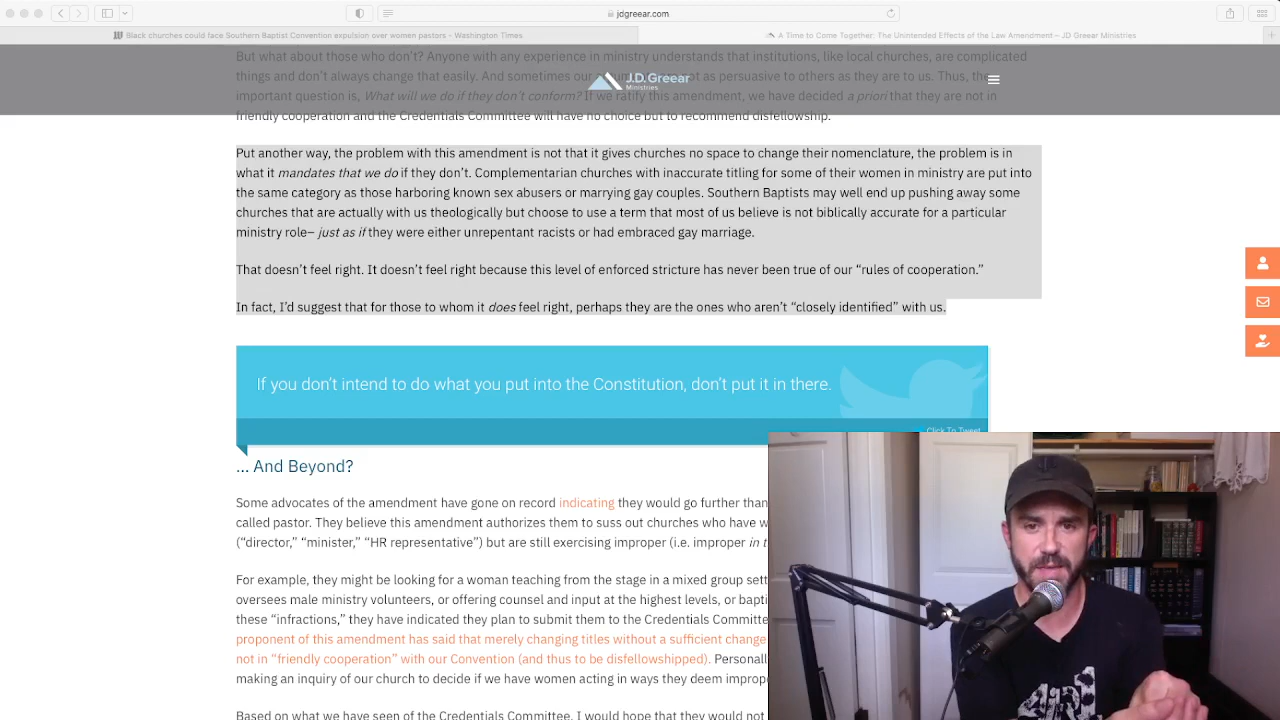 jdgreear.com
Black churches could face Southern Baptist Convention expulsion over women pastors - Washington Times
A Time to Come Together: The Unintended Effects of the Law Amendment – JD Greear Ministries
But what about those who don't? Anyone with any experience in ministry understands that institutions, like local churches, are complicated
things and don't always change that easily. And sometimes our not as persuasive to others as they are to us. Thus, the
J.D.Greear
Ministries
important question is, What will we do if they don't conform? If we ratify this amendment, we have decided a priori that they are not in
friendly cooperation and the Credentials Committee will have no choice but to recommend disfellowship.
Put another way, the problem with this amendment is not that it gives churches no space to change their nomenclature, the problem is in
what it mandates that we do if they don't. Complementarian churches with inaccurate titling for some of their women in ministry are put into
the same category as those harboring known sex abusers or marrying gay couples. Southern Baptists may well end up pushing away some
churches that are actually with us theologically but choose to use a term that most of us believe is not biblically accurate for a particular
ministry role– just as if they were either unrepentant racists or had embraced gay marriage.
That doesn't feel right. It doesn't feel right because this level of enforced stricture has never been true of our “rules of cooperation.”
In fact, I'd suggest that for those to whom it does feel right, perhaps they are the ones who aren't “closely identified” with us.
If you don't intend to do what you put into the Constitution, don't put it in there.
Click To Tweet
... And Beyond?
Some advocates of the amendment have gone on record indicating they would go further than
called pastor. They believe this amendment authorizes them to suss out churches who have w
(“director,” “minister,” “HR representative”) but are still exercising improper (i.e. improper in t
For example, they might be looking for a woman teaching from the stage in a mixed group sett
oversees male ministry volunteers, or offering counsel and input at the highest levels, or bapti
these “infractions,” they have indicated they plan to submit them to the Credentials Committe
proponent of this amendment has said that merely changing titles without a sufficient change
not in “friendly cooperation” with our Convention (and thus to be disfellowshipped). Personall
making an inquiry of our church to decide if we have women acting in ways they deem imprope
Based on what we have seen of the Credentials Committee, I would hope that they would not